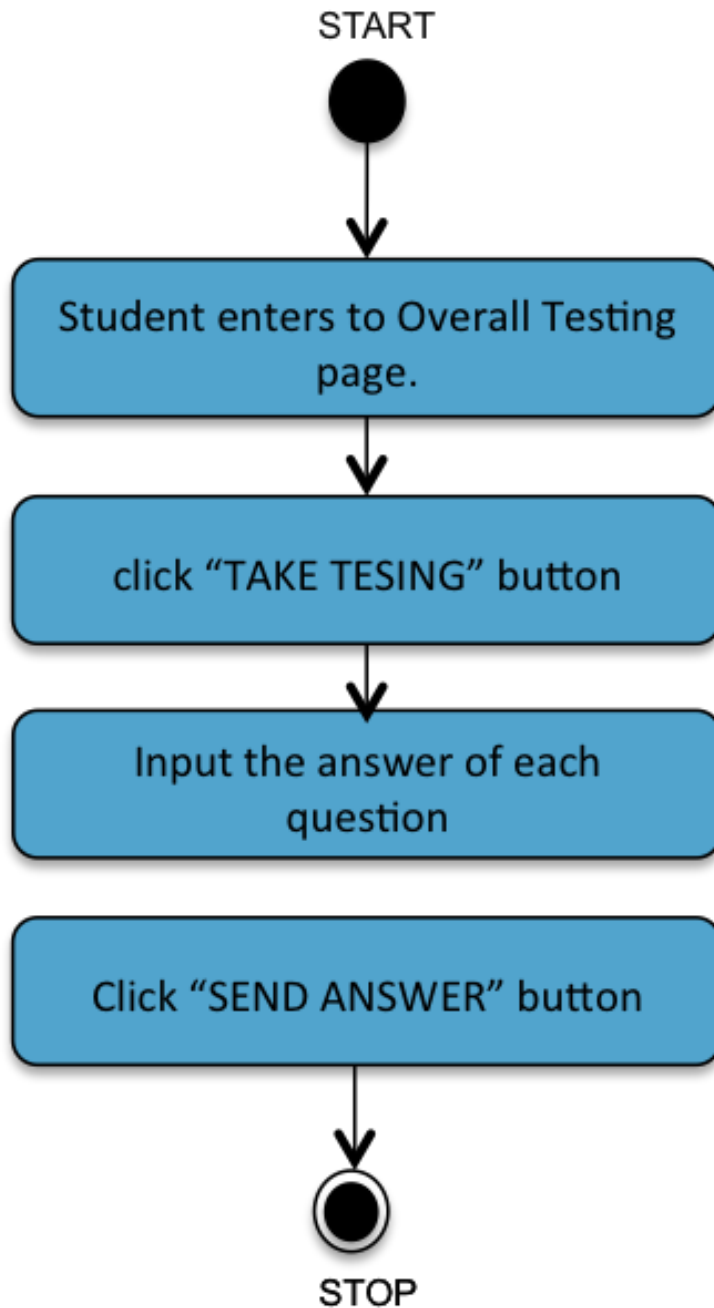 START
Student enters to Overall Testing
page.
click “TAKE TESING” button
Input the answer of each
question
Click “SEND ANSWER” button
STOP